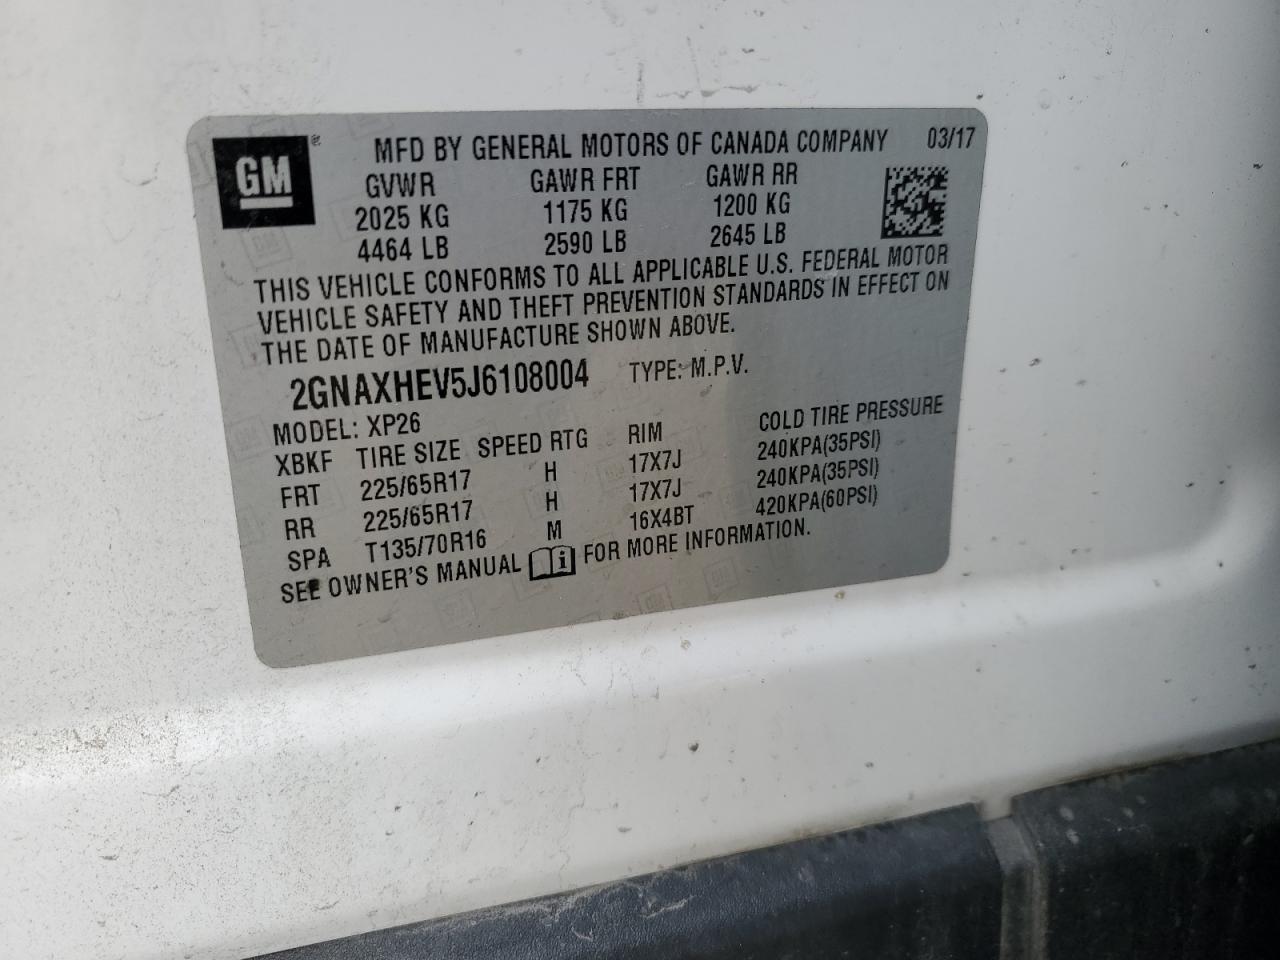 GM ® MFD BY GENERAL MOTORS OF CANADA COMPANY 03/17
GVWR GAWR FRT GAWR RR
2025 KG 1175 KG 1200 KG
4464 LB 2590 LB 2645 LB
THIS VEHICLE CONFORMS TO ALL APPLICABLE U.S. FEDERAL MOTOR
VEHICLE SAFETY AND THEFT PREVENTION STANDARDS IN EFFECT ON
THE DATE OF MANUFACTURE SHOWN ABOVE.
2GNAXHEV5J6108004 TYPE: M.P.V.
MODEL: XP26
XBKF TIRE SIZE SPEED RTG RIM COLD TIRE PRESSURE
FRT 225/65R17 H 17X7J 240KPA(35PSI)
RR 225/65R17 H 17X7J 240KPA(35PSI)
SPA T135/70R16 M 16X4BT 420KPA(60PSI)
SEE OWNER'S MANUAL FOR MORE INFORMATION.